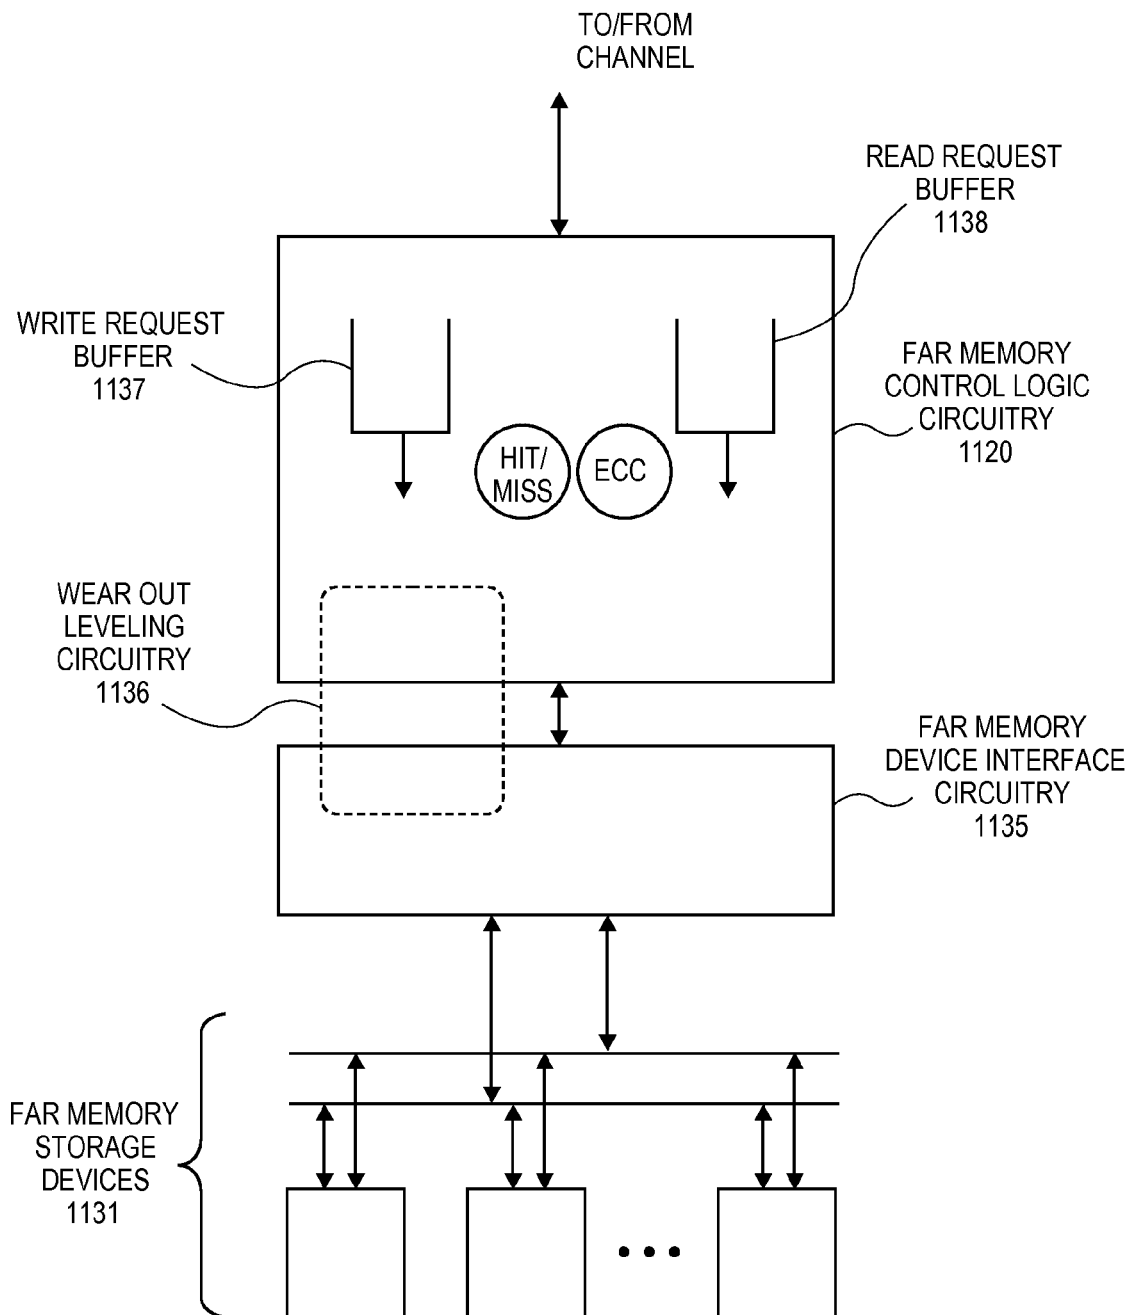 TO/FROM
CHANNEL
READ REQUEST
BUFFER
1138
WRITE REQUEST
BUFFER
1137
FAR MEMORY
CONTROL LOGIC
CIRCUITRY
1120
HIT/
MISS
ECC
WEAR OUT
LEVELING
CIRCUITRY
1136
FAR MEMORY
DEVICE INTERFACE
CIRCUITRY
1135
FAR MEMORY
STORAGE
DEVICES
1131